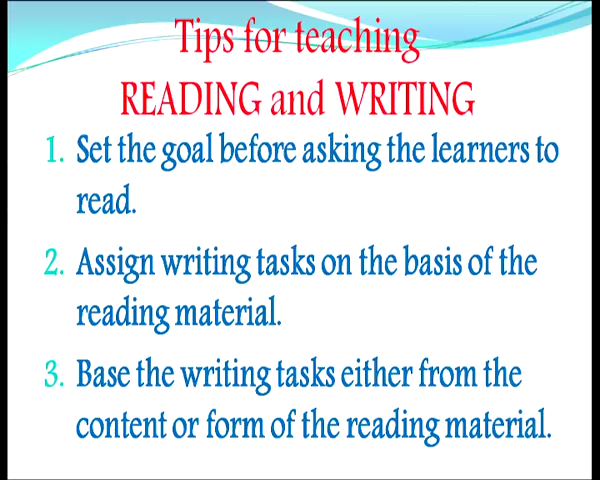 Tips for teaching
READING and WRITING
1. Set the goal before asking the learners to
read.
2. Assign writing tasks on the basis of the
reading material.
3. Base the writing tasks either from the
content or form of the reading material.